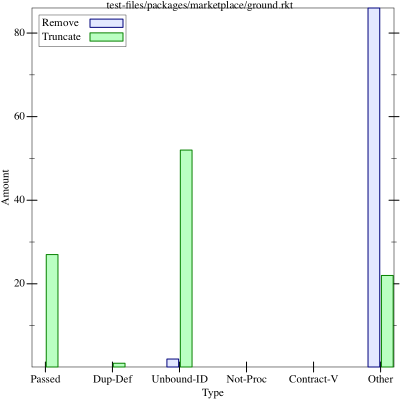 test-files/packages/marketplace/ground.rkt
Remove
Truncate
80
60
40
20
Amount
Passed Dup-Def Unbound-ID Not-Proc Contract-V Other
Type